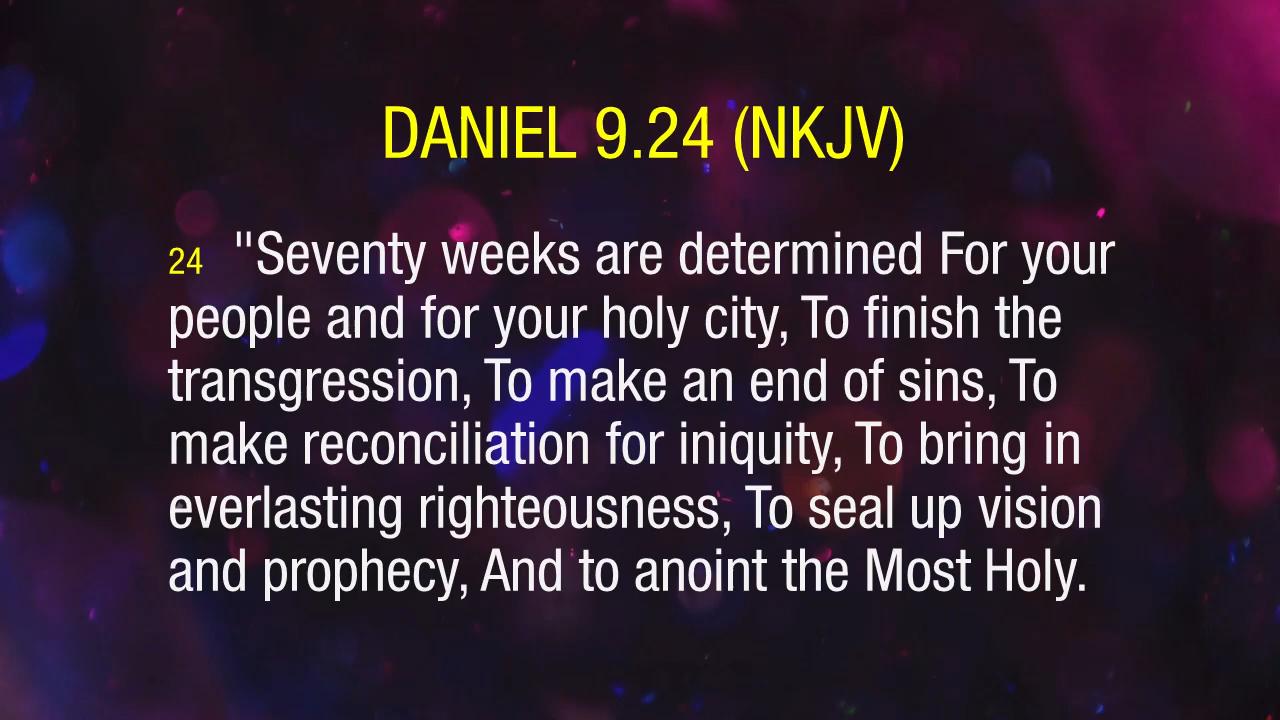 DANIEL 9.24 (NKJV)
24 "Seventy weeks are determined For your
people and for your holy city, To finish the
transgression, To make an end of sins, To
make reconciliation for iniquity, To bring in
everlasting righteousness, To seal up vision
and prophecy, And to anoint the Most Holy.